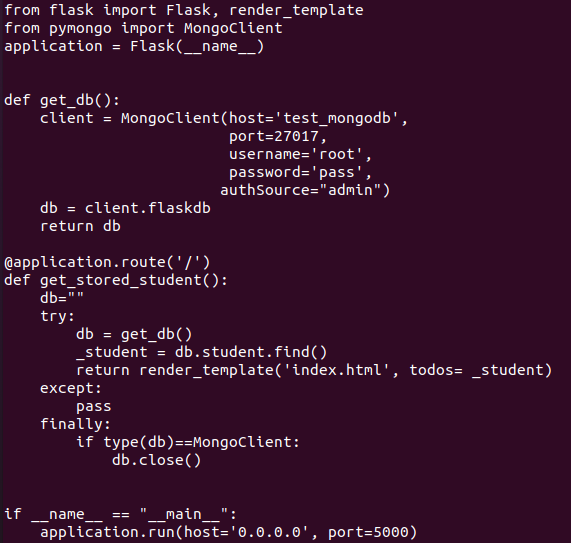 from flask import Flask, render_template
from pymongo import MongoClient
application = Flask(__name__)


def get_db():
    client = MongoClient(host='test_mongodb',
                         port=27017,
                         username='root',
                         password='pass',
                        authSource="admin")
    db = client.flaskdb
    return db

@application.route('/')
def get_stored_student():
    db=""
    try:
        db = get_db()
        _student = db.student.find()
        return render_template('index.html', todos= _student)
    except:
        pass
    finally:
        if type(db)==MongoClient:
            db.close()


if __name__ == "__main__":
    application.run(host='0.0.0.0', port=5000)